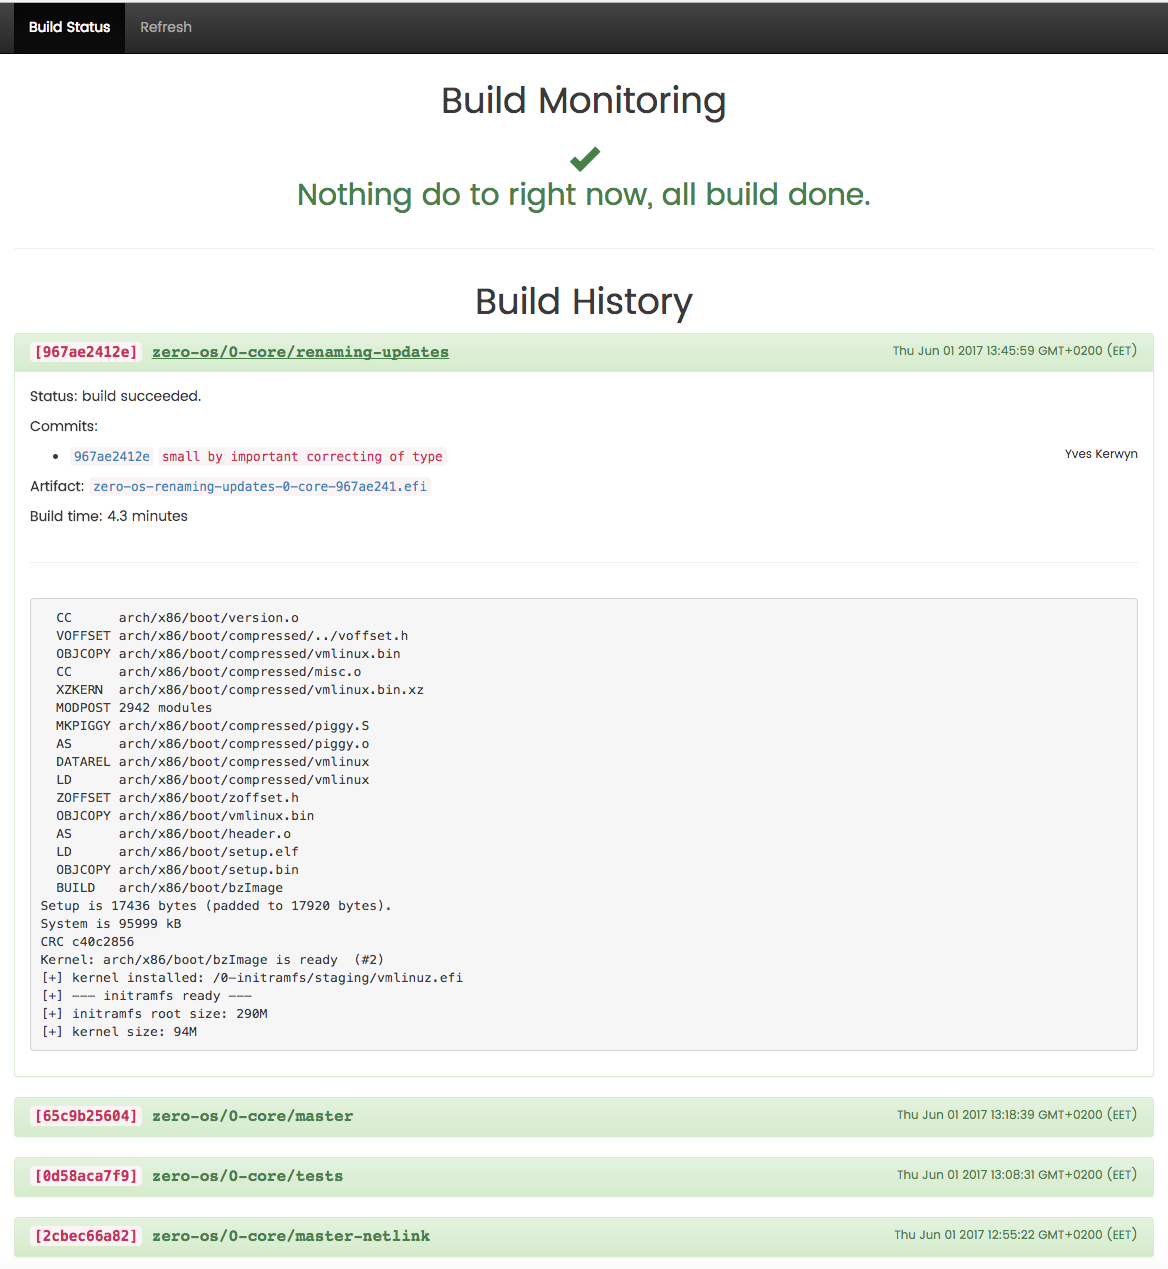 Build Status Refresh
Build Monitoring
Nothing do to right now, all build done.
Build History
[967ae2412e] zero-os/0-core/renaming-updates Thu Jun 01 2017 13:45:59 GMT+0200 (EET)
Status: build succeeded.
Commits:
• 967ae2412e small by important correcting of type Yves Kerwyn
Artifact: zero-os-renaming-updates-0-core-967ae241.efi
Build time: 4.3 minutes
CC arch/x86/boot/version.o
VOFFSET arch/x86/boot/compressed/../voffset.h
OBJCOPY arch/x86/boot/compressed/vmlinux.bin
CC arch/x86/boot/compressed/misc.o
XZKERN arch/x86/boot/compressed/vmlinux.bin.xz
MODPOST 2942 modules
MKPIGGY arch/x86/boot/compressed/piggy.S
AS arch/x86/boot/compressed/piggy.o
DATAREL arch/x86/boot/compressed/vmlinux
LD arch/x86/boot/compressed/vmlinux
ZOFFSET arch/x86/boot/zoffset.h
OBJCOPY arch/x86/boot/vmlinux.bin
AS arch/x86/boot/header.o
LD arch/x86/boot/setup.elf
OBJCOPY arch/x86/boot/setup.bin
BUILD arch/x86/boot/bzImage
Setup is 17436 bytes (padded to 17920 bytes).
System is 95999 kB
CRC c40c2856
Kernel: arch/x86/boot/bzImage is ready (#2)
[+] kernel installed: /0-initramfs/staging/vmlinuz.efi
[+] --- initramfs ready ---
[+] initramfs root size: 290M
[+] kernel size: 94M
[65c9b25604] zero-os/0-core/master Thu Jun 01 2017 13:18:39 GMT+0200 (EET)
[0d58aca7f9] zero-os/0-core/tests Thu Jun 01 2017 13:08:31 GMT+0200 (EET)
[2cbec66a82] zero-os/0-core/master-netlink Thu Jun 01 2017 12:55:22 GMT+0200 (EET)